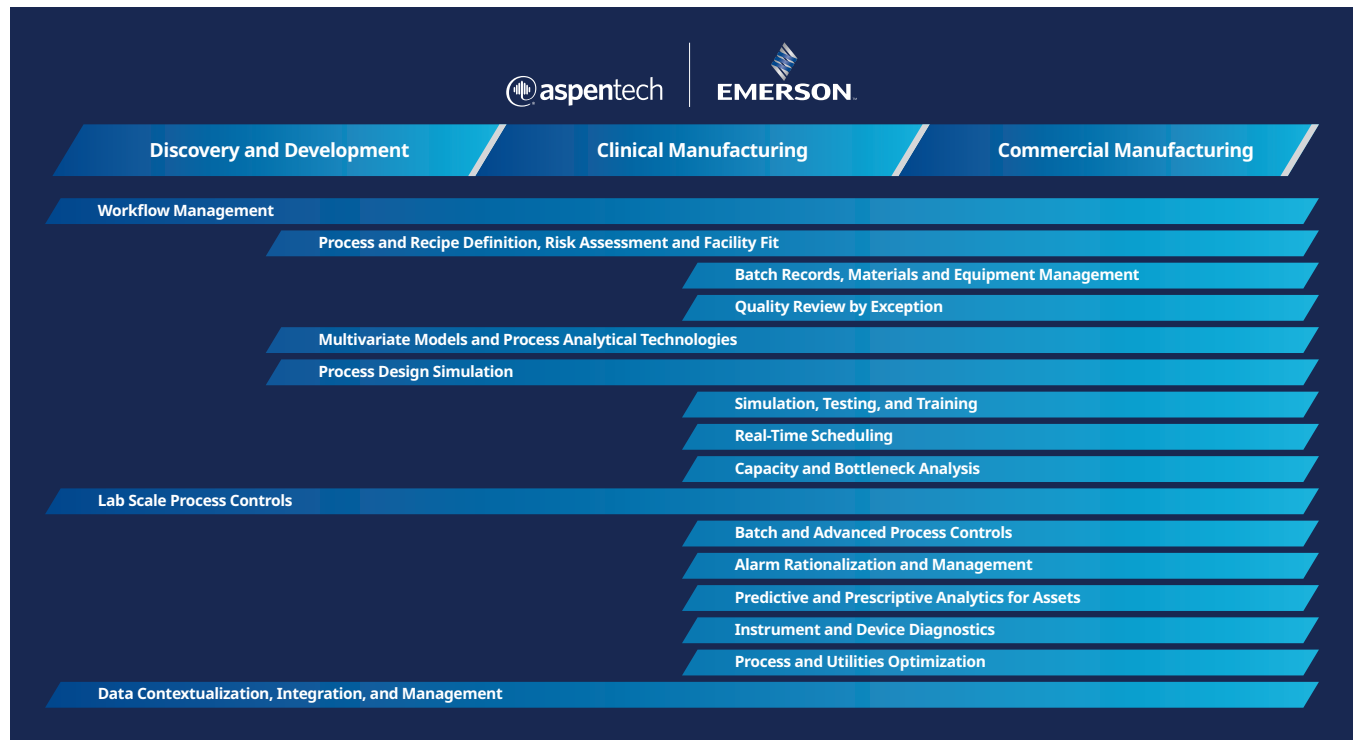 aspentech
EMERSON
Discovery and Development
Clinical Manufacturing
Commercial Manufacturing
Workflow Management
Process and Recipe Definition, Risk Assessment and Facility Fit
Batch Records, Materials and Equipment Management
Quality Review by Exception
Multivariate Models and Process Analytical Technologies
Process Design Simulation
Simulation, Testing, and Training
Real-Time Scheduling
Capacity and Bottleneck Analysis
Lab Scale Process Controls
Batch and Advanced Process Controls
Alarm Rationalization and Management
Predictive and Prescriptive Analytics for Assets
Instrument and Device Diagnostics
Process and Utilities Optimization
Data Contextualization, Integration, and Management